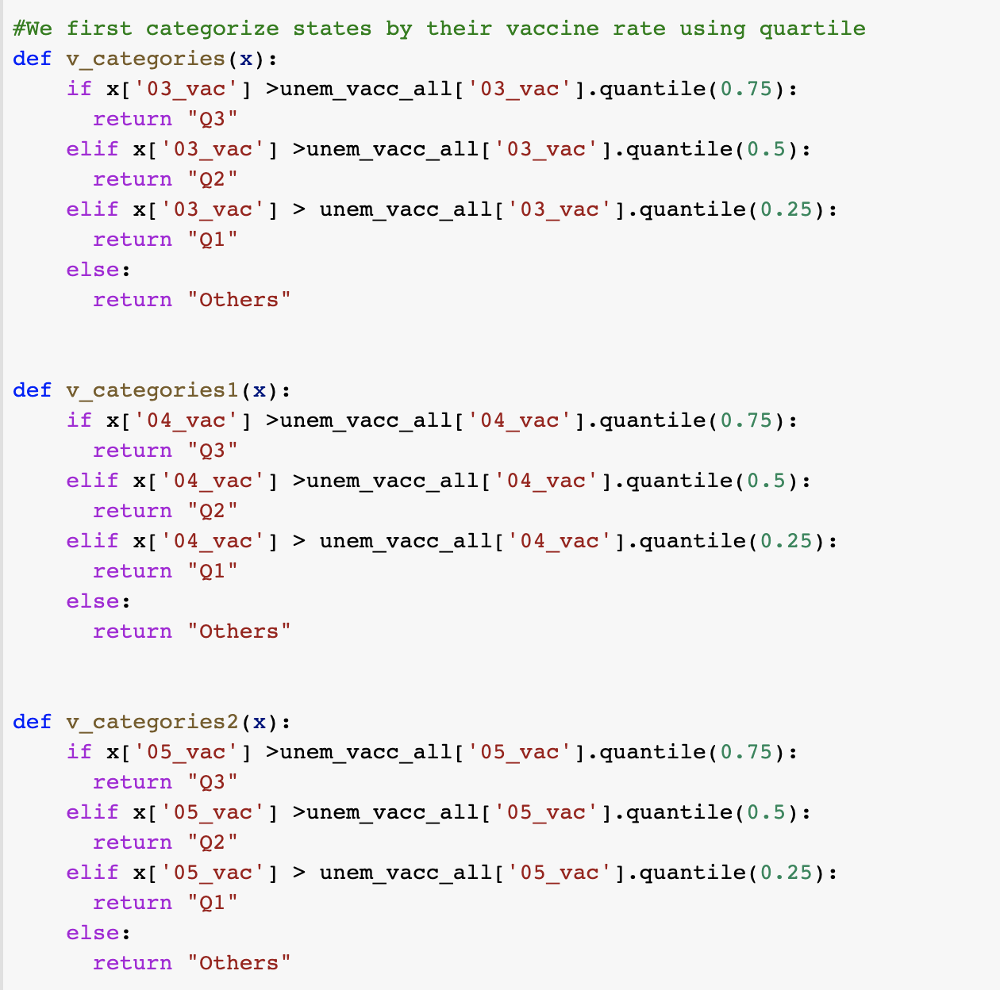 #We first categorize states by their vaccine rate using quartile
def v_categories(x):
    if x['03_vac'] >unem_vacc_all['03_vac'].quantile(0.75):
      return "Q3"
    elif x['03_vac'] >unem_vacc_all['03_vac'].quantile(0.5):
      return "Q2"
    elif x['03_vac'] > unem_vacc_all['03_vac'].quantile(0.25):
      return "Q1"
    else:
      return "Others"
def v_categories1(x):
    if x['04_vac'] >unem_vacc_all['04_vac'].quantile(0.75):
      return "Q3"
    elif x['04_vac'] >unem_vacc_all['04_vac'].quantile(0.5):
      return "Q2"
    elif x['04_vac'] > unem_vacc_all['04_vac'].quantile(0.25):
      return "Q1"
    else:
      return "Others"
def v_categories2(x):
    if x['05_vac'] >unem_vacc_all['05_vac'].quantile(0.75):
      return "Q3"
    elif x['05_vac'] >unem_vacc_all['05_vac'].quantile(0.5):
      return "Q2"
    elif x['05_vac'] > unem_vacc_all['05_vac'].quantile(0.25):
      return "Q1"
    else:
      return "Others"